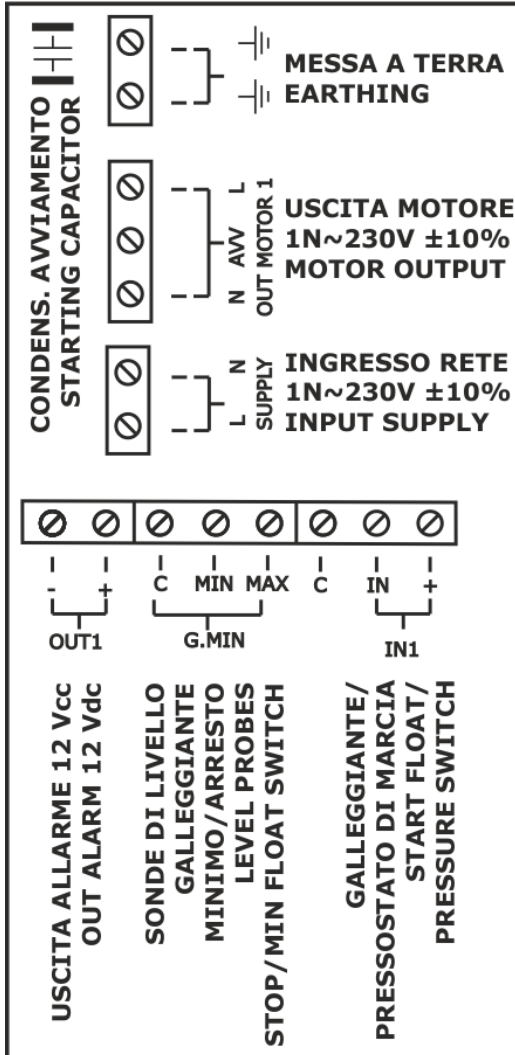 CONDENS. AVVIAMENTO
STARTING CAPACITOR
MESSA A TERRA
EARTHING
L
AVV
N
OUT MOTOR 1
USCITA MOTORE
1N~230V ±10%
MOTOR OUTPUT
N
L
SUPPLY
INGRESSO RETE
1N~230V ±10%
INPUT SUPPLY
- + C MIN MAX C IN +
OUT1 G.MIN IN1
USCITA ALLARME 12 Vcc
OUT ALARM 12 Vdc
SONDE DI LIVELLO
GALLEGGIANTE
MINIMO/ARRESTO
LEVEL PROBES
STOP/MIN FLOAT SWITCH
GALLEGGIANTE/
PRESSOSTATO DI MARCIA
START FLOAT/
PRESSURE SWITCH